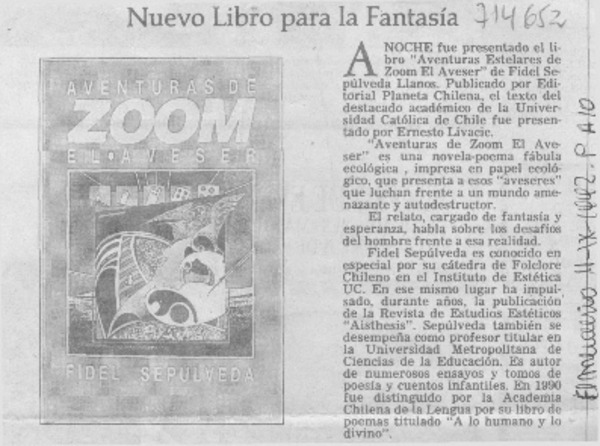 Nuevo Libro para la Fantasía
714652
AVENTURAS DE
ZOOM
EL•AVESER
FIDEL SEPULVEDA
ANOCHE fue presentado el li-
bro "Aventuras Estelares de
Zoom El Aveser" de Fidel Se-
púlveda Llanos. Publicado por Edi-
torial Planeta Chilena, el texto del
destacado académico de la Univer-
sidad Católica de Chile fue presen-
tado por Ernesto Livacic.
"Aventuras de Zoom El Ave-
ser" es una novela-poema fábula
ecológica , impresa en papel ecoló-
gico, que presenta a esos "aveseres"
que luchan frente a un mundo ame-
nazante y autodestructor.
El relato, cargado de fantasía y
esperanza, habla sobre los desafíos
del hombre frente a esa realidad.
Fidel Sepúlveda es conocido en
especial por su cátedra de Folclore
Chileno en el Instituto de Estética
UC. En ese mismo lugar ha impul-
sado, durante años, la publicación
de la Revista de Estudios Estéticos
"Aisthesis". Sepúlveda también se
desempeña como profesor titular en
la Universidad Metropolitana de
Ciencias de la Educación. Es autor
de numerosos ensayos y tomos de
poesía y cuentos infantiles. En 1990
fue distinguido por la Academia
Chilena de la Lengua por su libro de
poemas titulado "A lo humano y lo
divino".
El mercurio 11-IX-1992. P A10